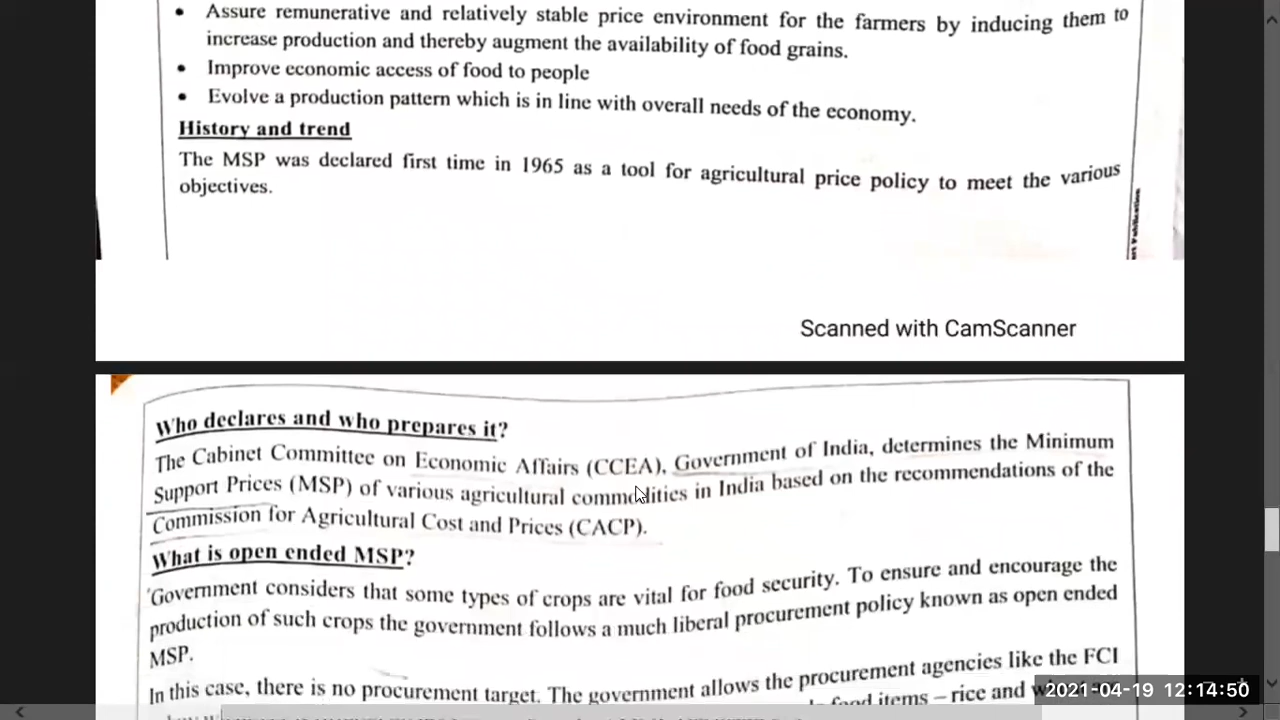 • Assure remunerative and relatively stable price environment for the farmers by inducing them to
increase production and thereby augment the availability of food grains.
• Improve economic access of food to people
• Evolve a production pattern which is in line with overall needs of the economy.
History and trend
The MSP was declared first time in 1965 as a tool for agricultural price policy to meet the various
objectives.
Scanned with CamScanner
Who declares and who prepares it?
The Cabinet Committee on Economic Affairs (CCEA), Government of India, determines the Minimum
Support Prices (MSP) of various agricultural commodities in India based on the recommendations of the
Commission for Agricultural Cost and Prices (CACP).
What is open ended MSP?
Government considers that some types of crops are vital for food security. To ensure and encourage the
production of such crops the government follows a much liberal procurement policy known as open ended
MSP.
In this case, there is no procurement target. The government allows the procurement agencies like the FCI
food items – rice and
2021-04-19 12:14:50